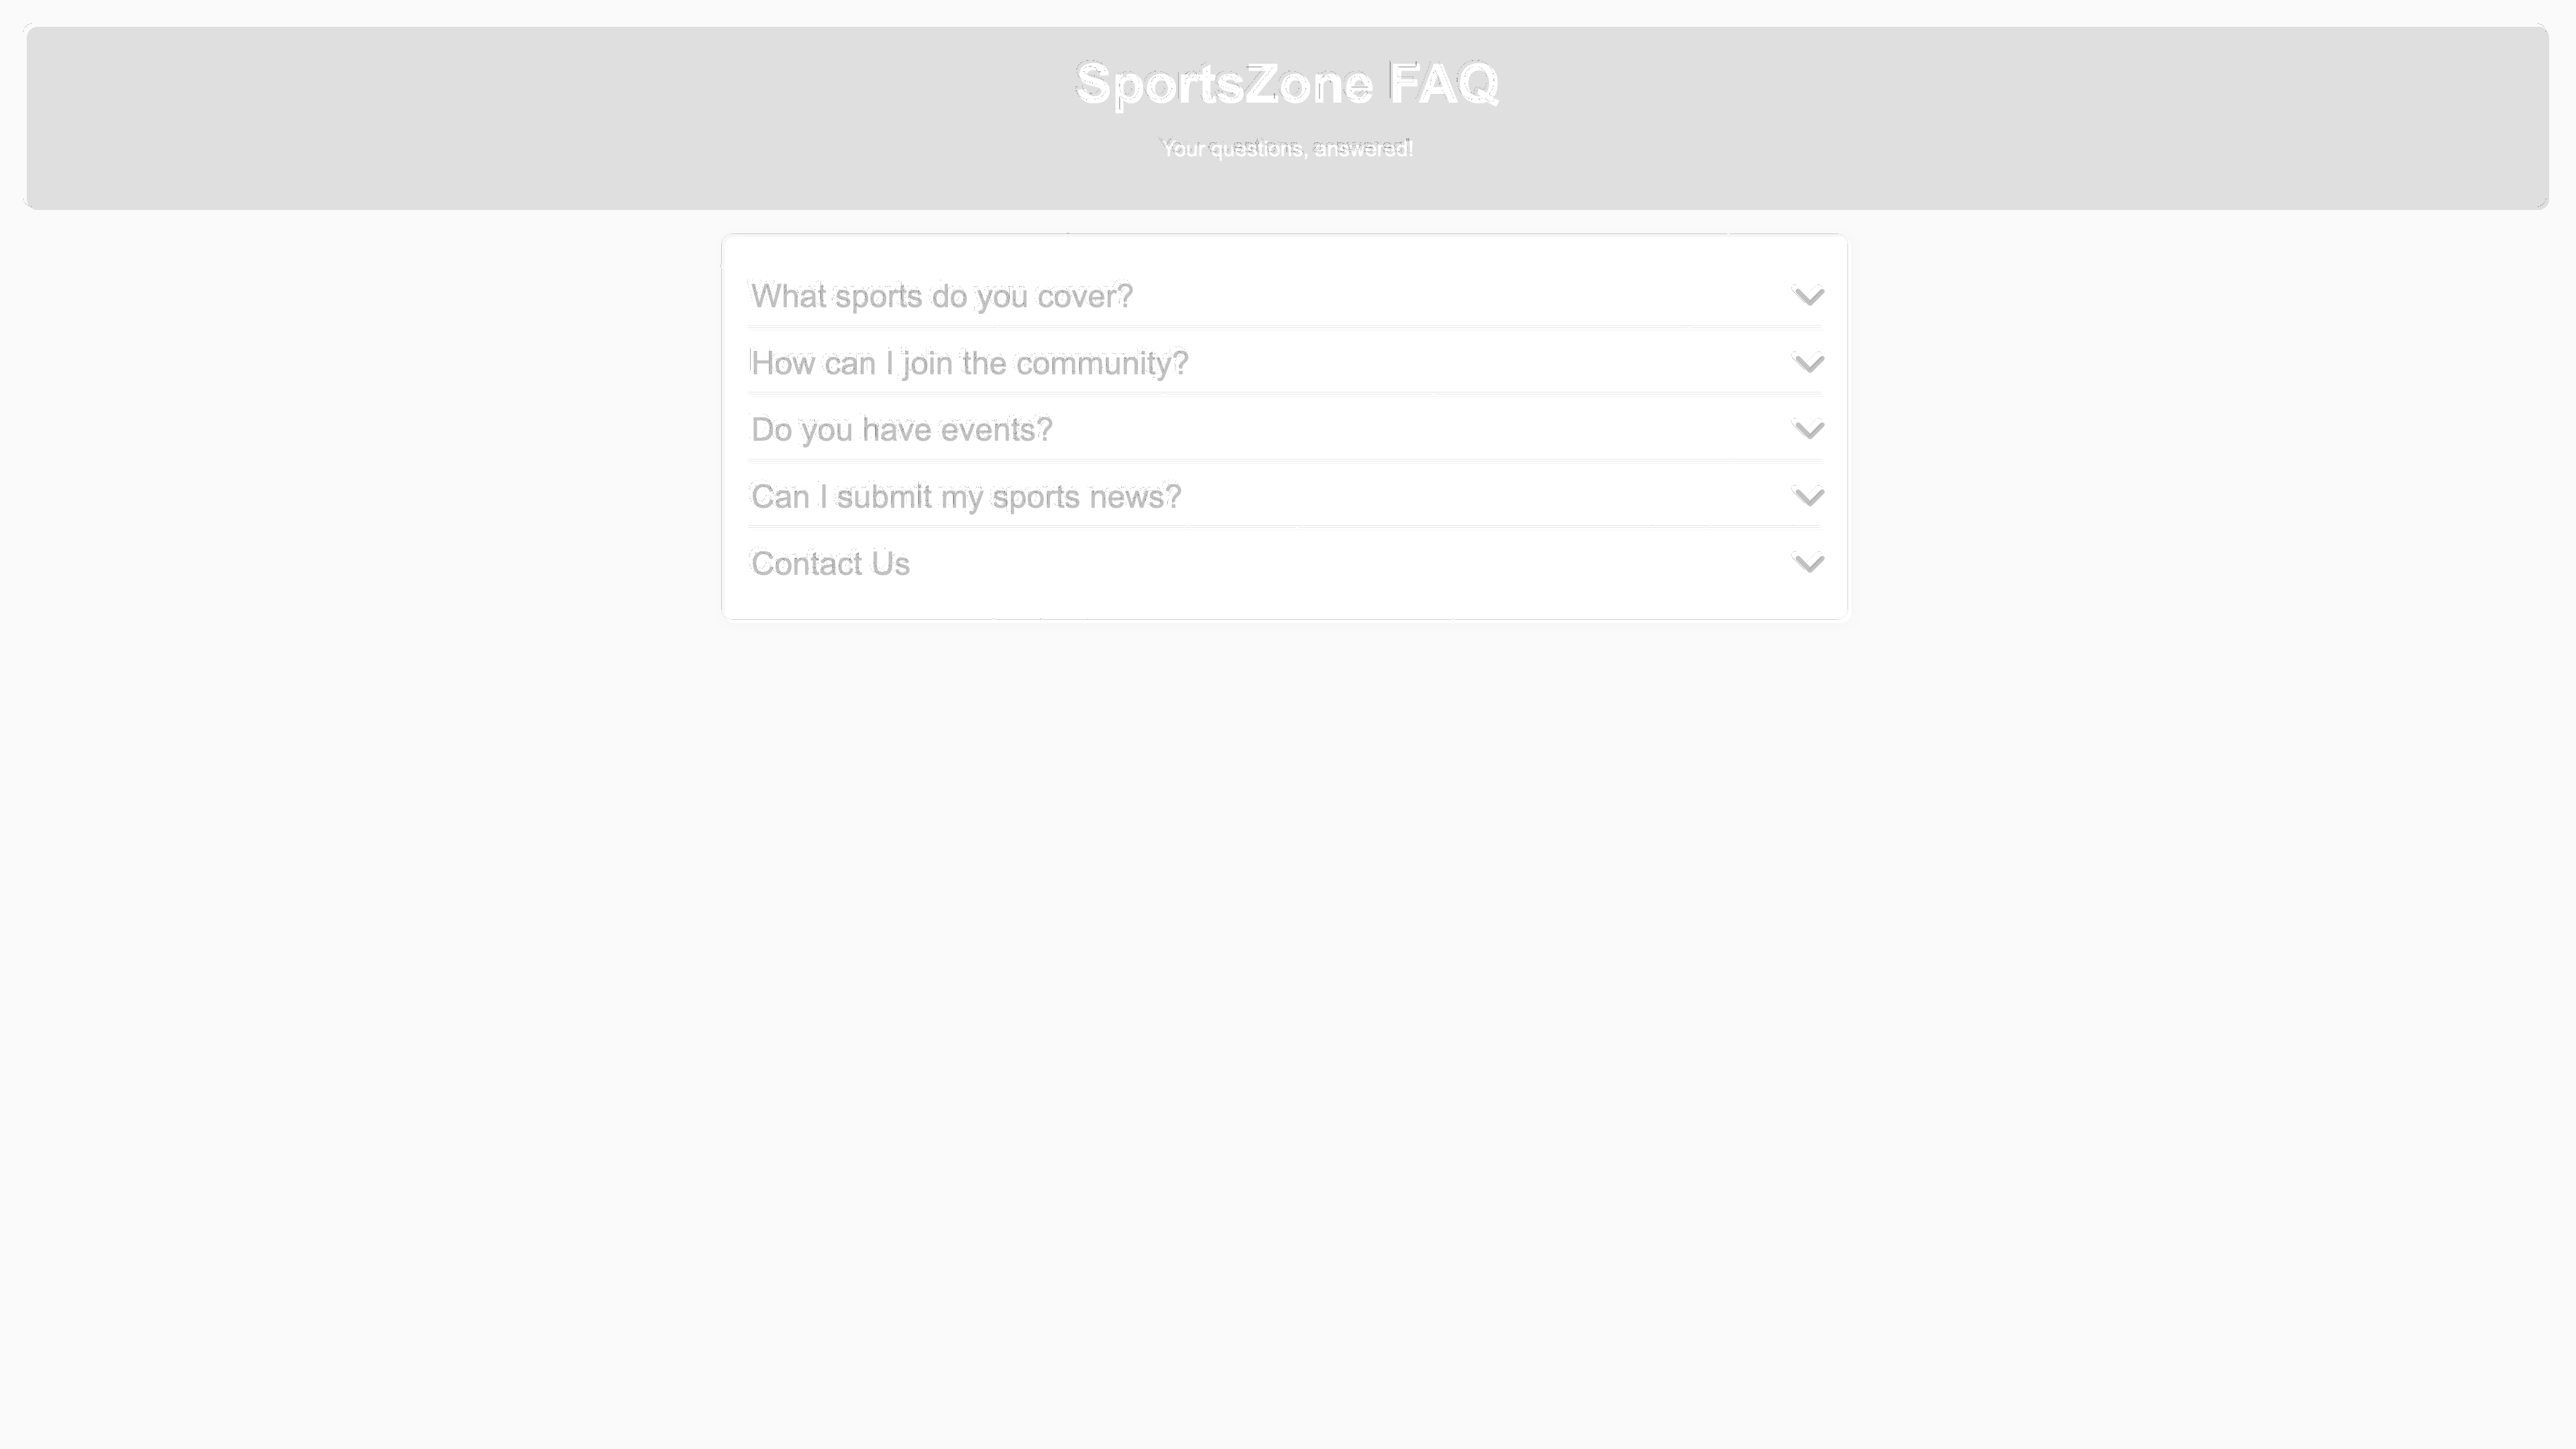 SportsZone FAQ
Your questions, answered!
What sports do you cover?
How can I join the community?
Do you have events?
Can I submit my sports news?
Contact Us